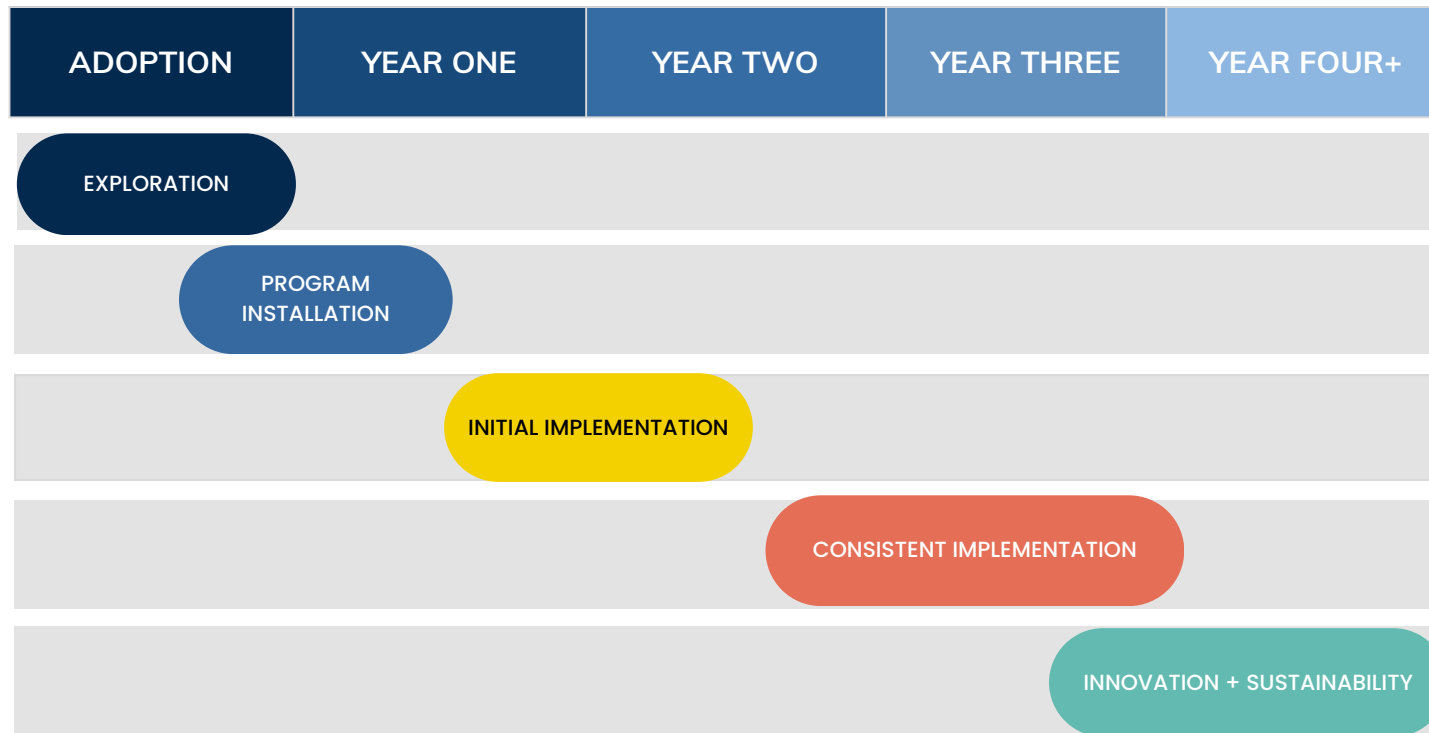 ADOPTION
YEAR ONE
YEAR TWO
YEAR THREE
YEAR FOUR+
EXPLORATION
PROGRAM
INSTALLATION
INITIAL IMPLEMENTATION
CONSISTENT IMPLEMENTATION
INNOVATION + SUSTAINABILITY